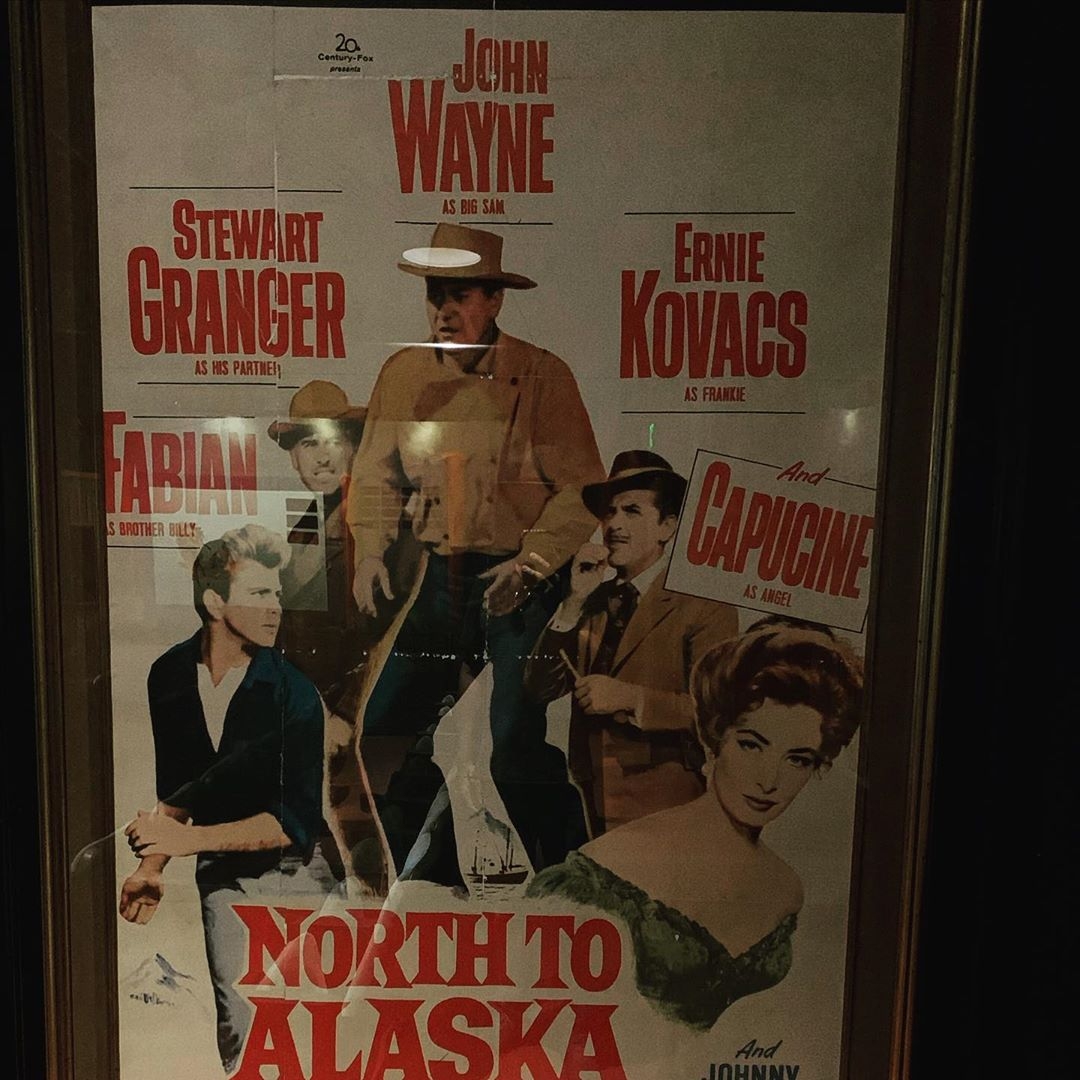 20th
Century-Fox
presents
JOHN
WAYNE
AS BIG SAM
STEWART
GRANGER
AS HIS PARTNER
ERNIE
KOVACS
AS FRANKIE
FABIAN
AS BROTHER BILLY
And
CAPUCINE
AS ANGEL
NORTH TO
ALASKA
And
JOHNNY